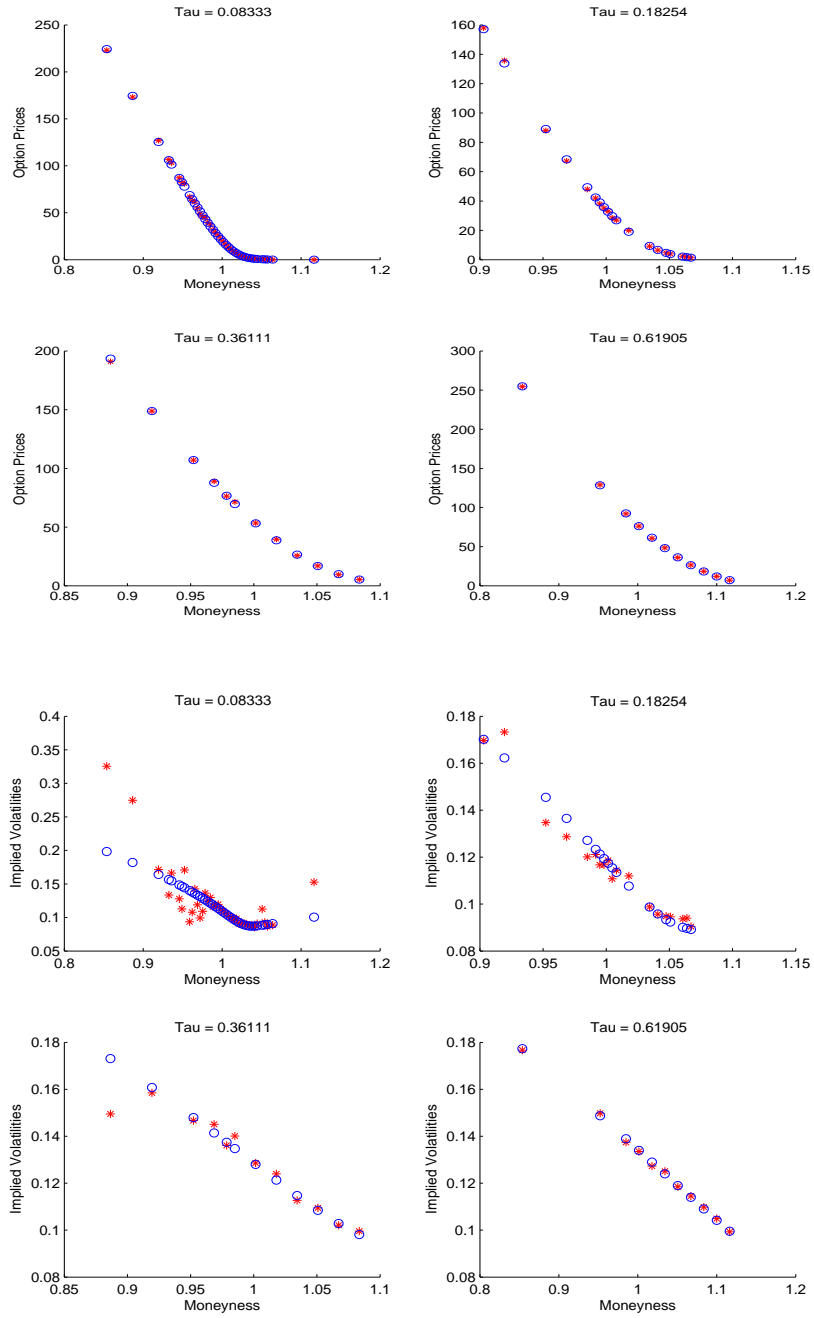 Tau = 0.08333
250
200
150
100
50
0
Option Prices
0.8 0.9 1 1.1 1.2
Moneyness
Tau = 0.18254
160
140
120
100
80
60
40
20
0
Option Prices
0.9 0.95 1 1.05 1.1 1.15
Moneyness
Tau = 0.36111
200
150
100
50
0
Option Prices
0.85 0.9 0.95 1 1.05 1.1
Moneyness
Tau = 0.61905
300
250
200
150
100
50
0
Option Prices
0.8 0.9 1 1.1 1.2
Moneyness
Tau = 0.08333
0.4
0.35
0.3
0.25
0.2
0.15
0.1
0.05
Implied Volatilities
0.8 0.9 1 1.1 1.2
Moneyness
Tau = 0.18254
0.18
0.16
0.14
0.12
0.1
0.08
Implied Volatilities
0.9 0.95 1 1.05 1.1 1.15
Moneyness
Tau = 0.36111
0.18
0.16
0.14
0.12
0.1
0.08
Implied Volatilities
0.85 0.9 0.95 1 1.05 1.1
Moneyness
Tau = 0.61905
0.18
0.16
0.14
0.12
0.1
0.08
Implied Volatilities
0.8 0.9 1 1.1 1.2
Moneyness